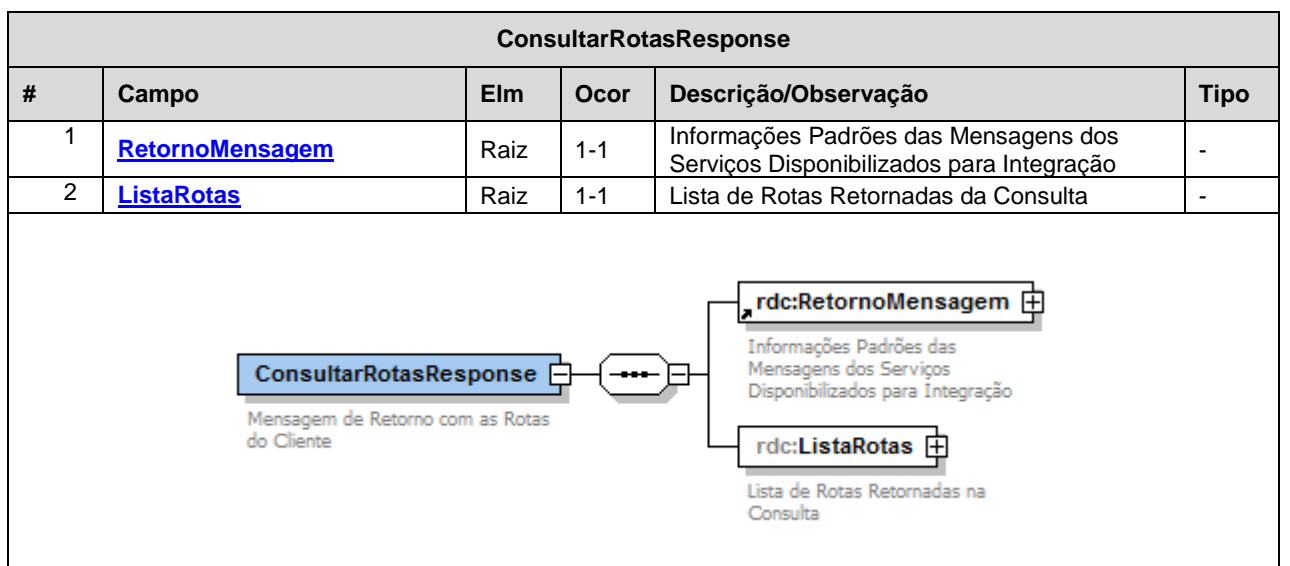 ConsultarRotasResponse
# Campo Elm Ocor Descrição/Observação Tipo
1 RetornoMensagem Raiz 1-1 Informações Padrões das Mensagens dos
Serviços Disponibilizados para Integração -
2 ListaRotas Raiz 1-1 Lista de Rotas Retornadas da Consulta -
rdc:RetornoMensagem
Informações Padrões das
Mensagens dos Serviços
Disponibilizados para Integração
ConsultarRotasResponse
Mensagem de Retorno com as Rotas
do Cliente
rdc:ListaRotas
Lista de Rotas Retornadas na
Consulta